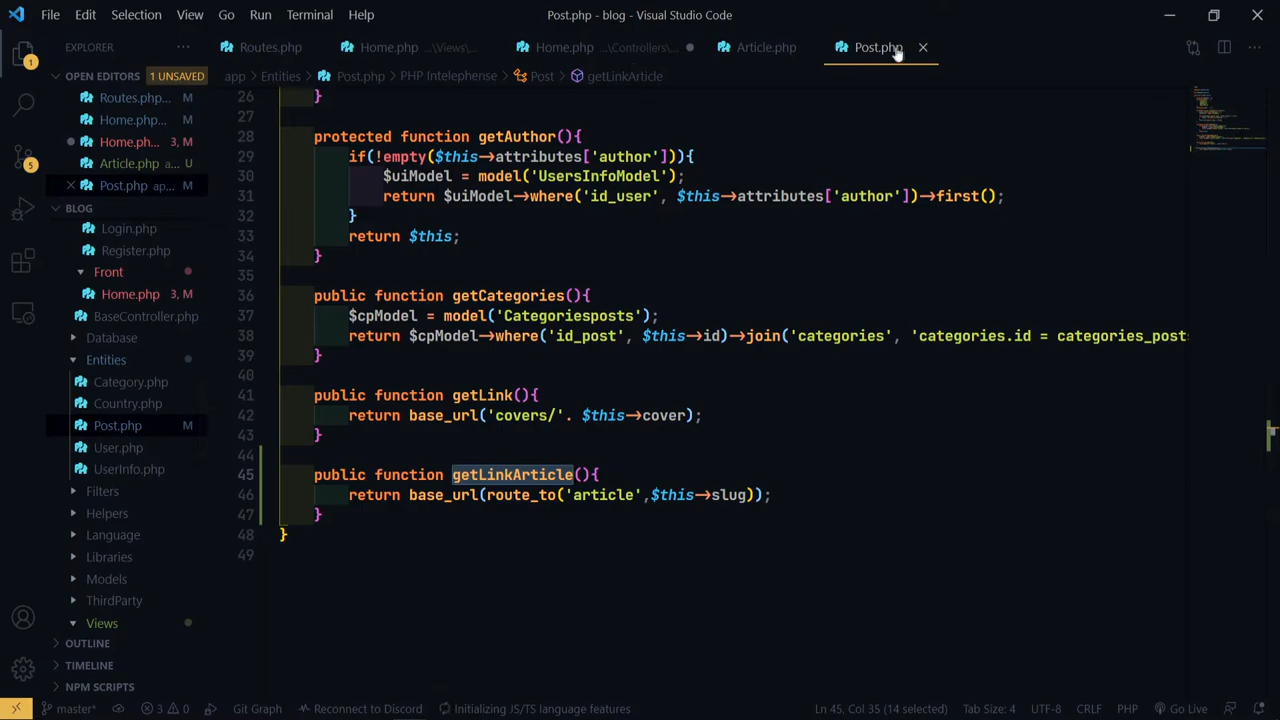 File Edit Selection View Go Run Terminal Help Post.php - blog - Visual Studio Code
EXPLORER
Routes.php Home.php ...\Views\... Home.php ...\Controllers\... Article.php Post.php
OPEN EDITORS 1 UNSAVED
app > Entities > Post.php > PHP Intelephense > Post > getLinkArticle
Routes.php... M
Home.php... M
Home.ph... 3, M
Article.php a... U
Post.php ap... M
BLOG
Login.php
Register.php
Front
Home.php 3, M
BaseController.php
Database
Entities
Category.php
Country.php
Post.php M
User.php
UserInfo.php
Filters
Helpers
Language
Libraries
Models
ThirdParty
Views
OUTLINE
TIMELINE
NPM SCRIPTS
26 }
27
28 protected function getAuthor(){
29 if(!empty($this->attributes['author'])){
30 $uiModel = model('UsersInfoModel');
31 return $uiModel->where('id_user', $this->attributes['author'])->first();
32 }
33 return $this;
34 }
35
36 public function getCategories(){
37 $cpModel = model('Categoriesposts');
38 return $cpModel->where('id_post', $this->id)->join('categories', 'categories.id = categories_posts
39 }
40
41 public function getLink(){
42 return base_url('covers/'. $this->cover);
43 }
44
45 public function getLinkArticle(){
46 return base_url(route_to('article',$this->slug));
47 }
48 }
49
1
5
master* 3 0 Git Graph Reconnect to Discord Initializing JS/TS language features Ln 45, Col 35 (14 selected) Tab Size: 4 UTF-8 CRLF PHP Go Live